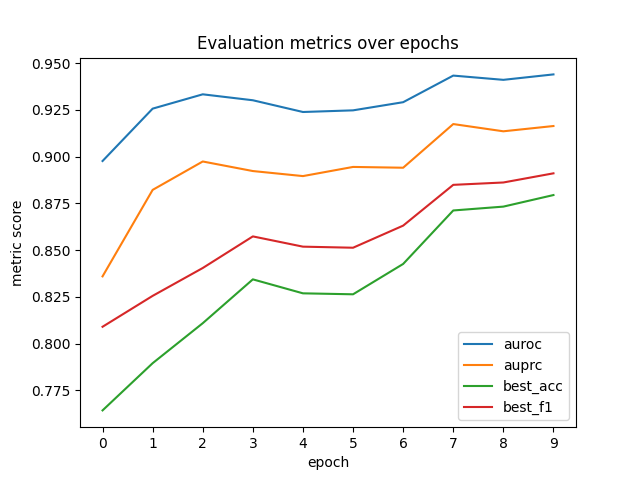 Evaluation metrics over epochs
metric score
0.950
0.925
0.900
0.875
0.850
0.825
0.800
0.775
auroc
auprc
best_acc
best_f1
0 1 2 3 4 5 6 7 8 9
epoch